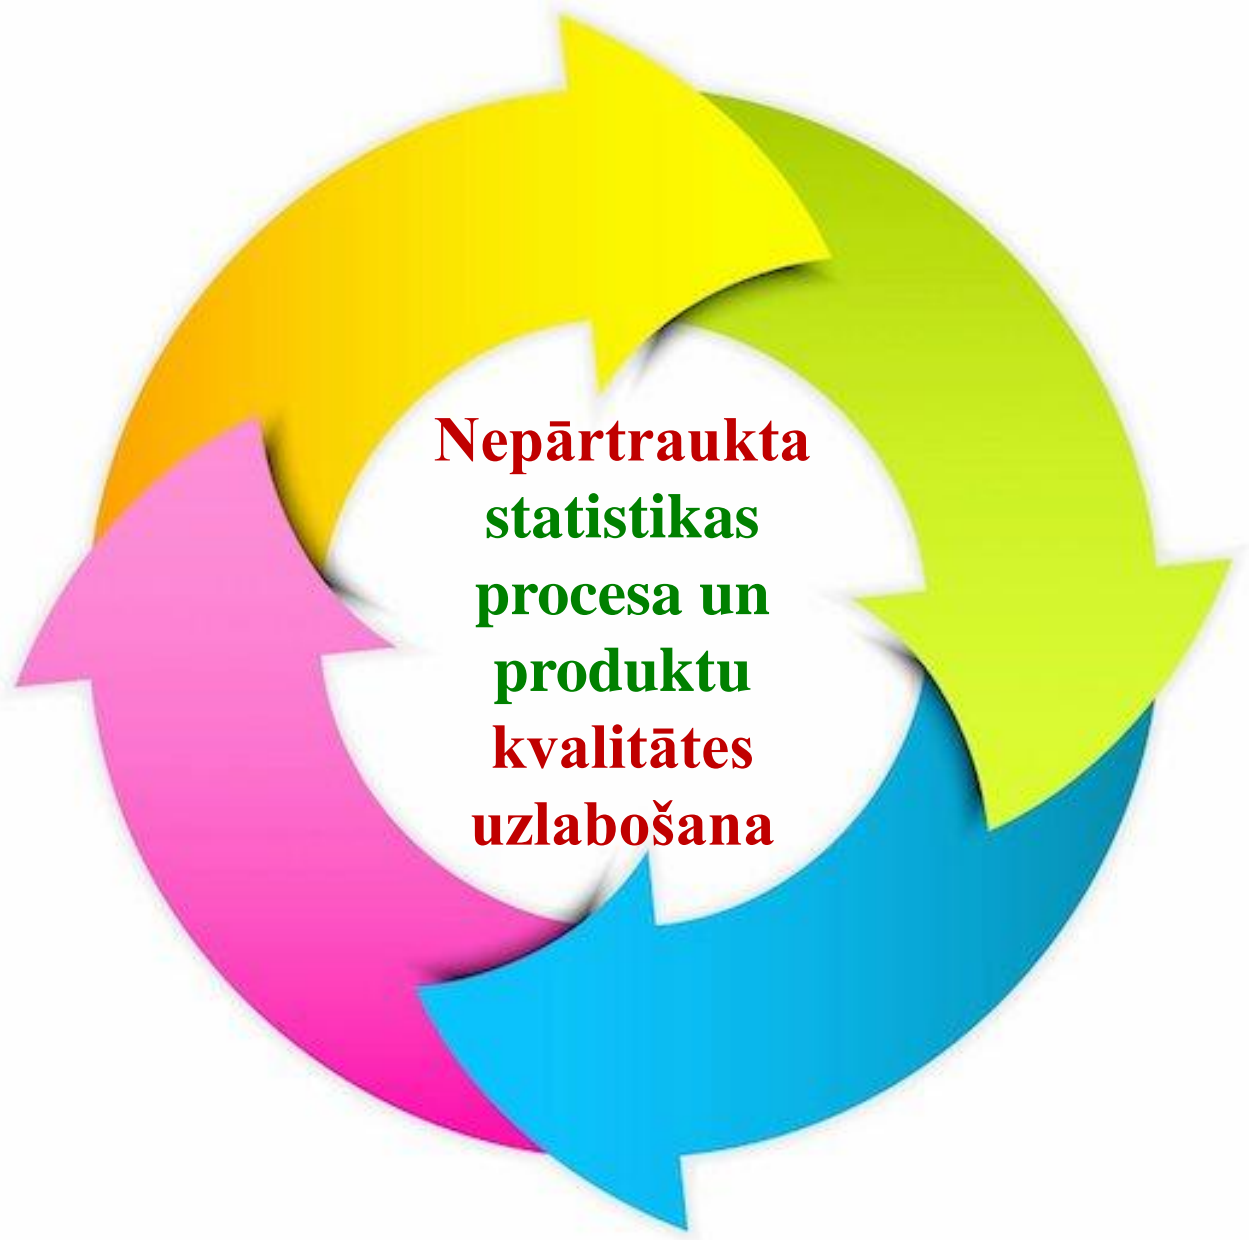 Nepārtraukta
statistikas
procesa un
produktu
kvalitātes
uzlabošana